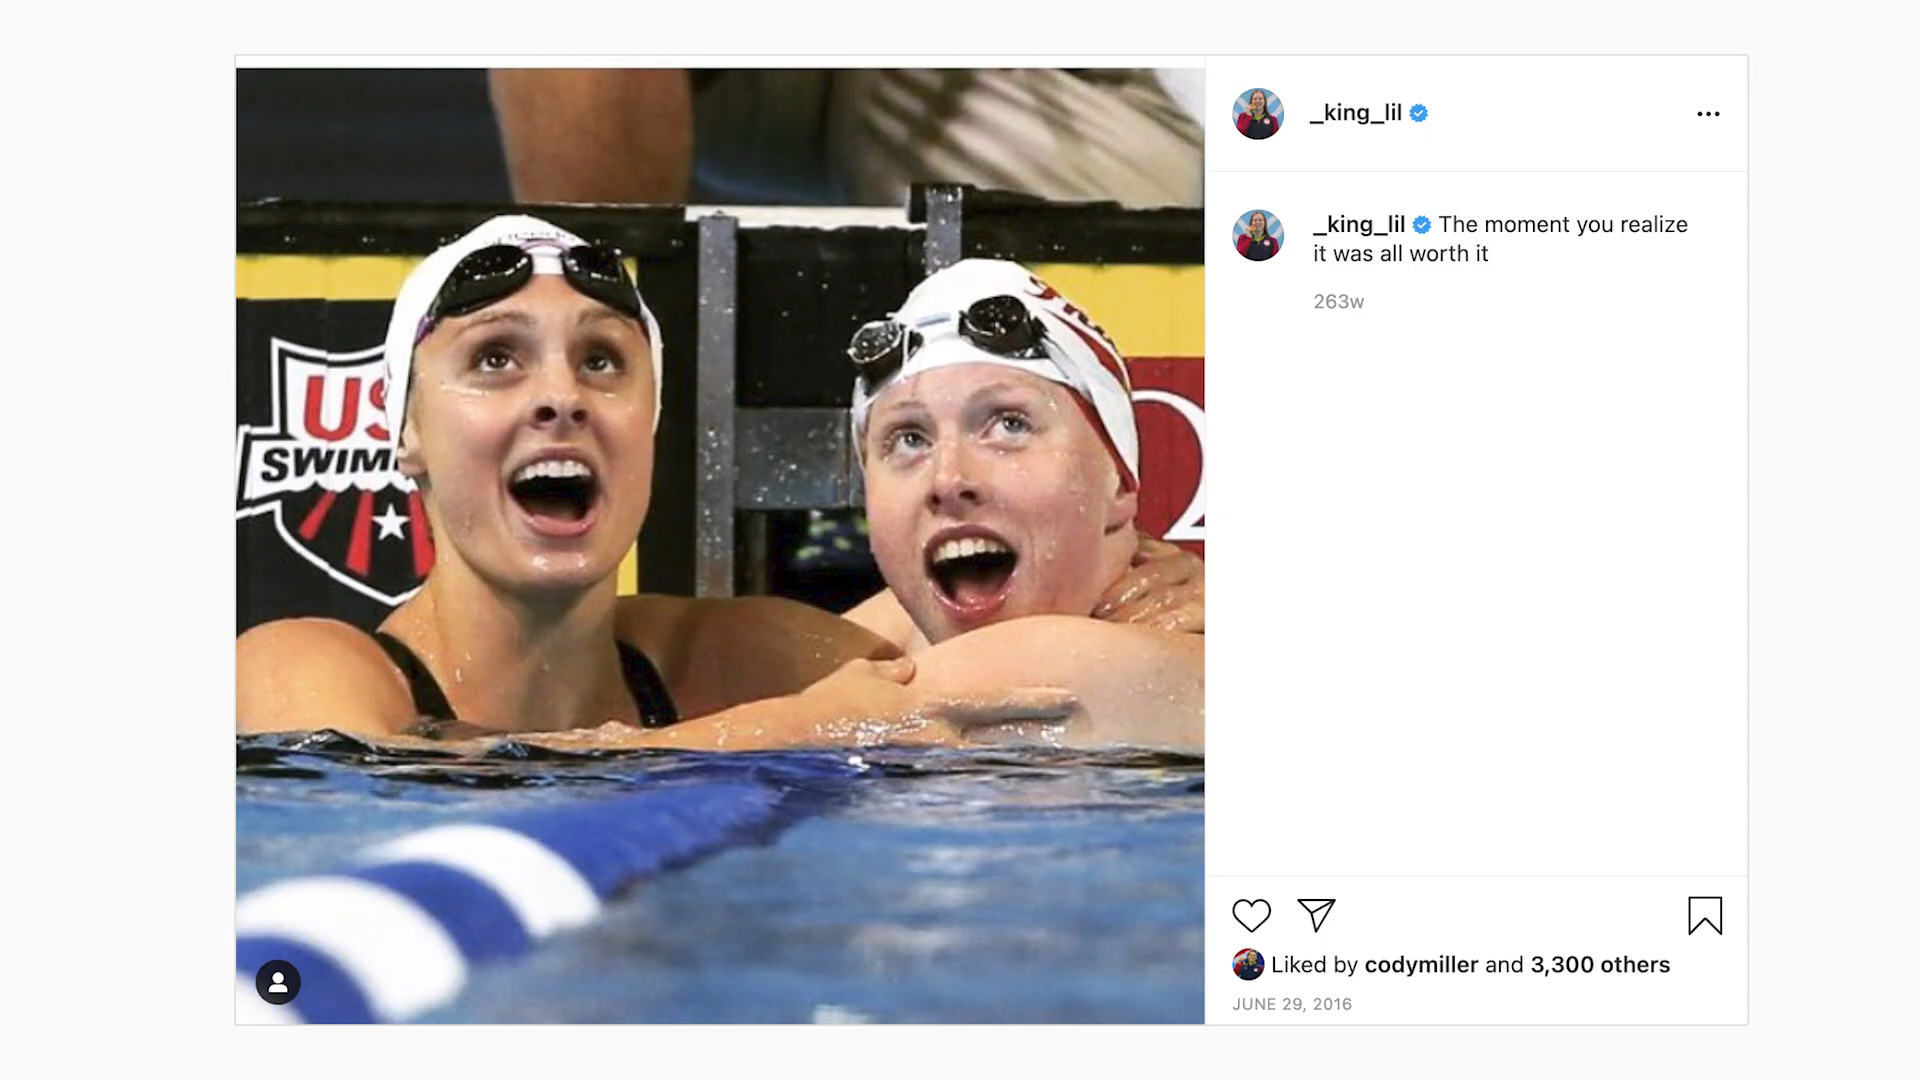 US
SWIM
2
_king_lil
_king_lil The moment you realize
it was all worth it
263w
Liked by codymiller and 3,300 others
JUNE 29, 2016